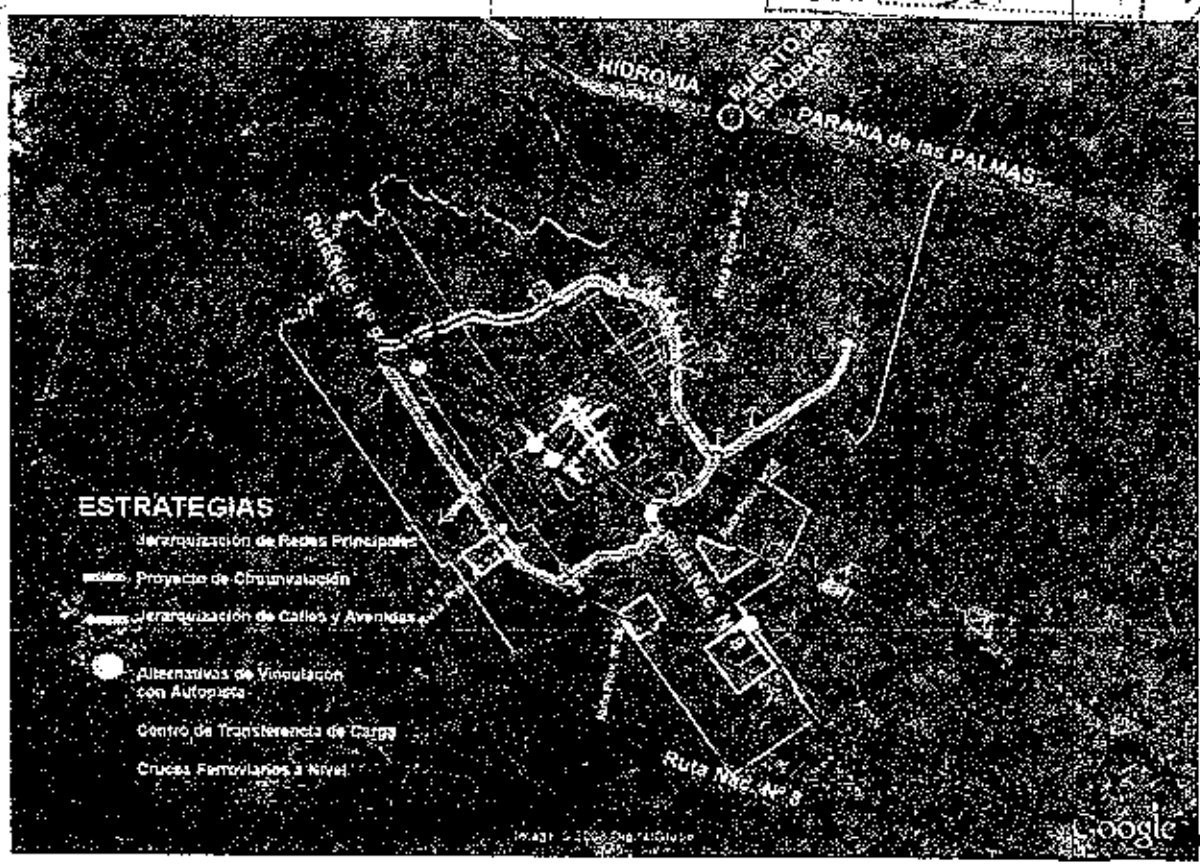 HIDROVIA
PUERTO de
ESCOBAR
PARANA de las PALMAS
Ruta Nac. Nº
ESTRATEGIAS
Jerarquización de Redes Principales
Proyecto de Circunvalación
Jerarquización de Calles y Avenidas
Alternativas de Vinculación
con Autopista
Centro de Transferencia de Carga
Cruces Ferroviarios a Nivel
Ruta Nac. Nº
Ruta Nac. Nº 8
Google